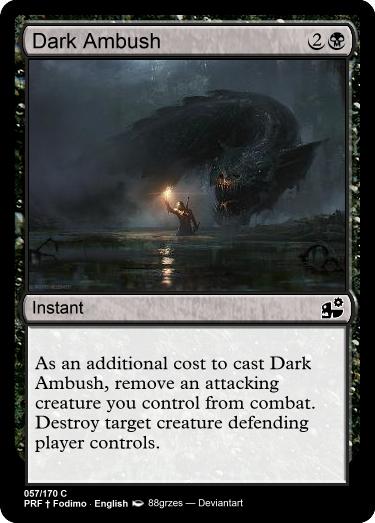 Dark Ambush 2
Instant
As an additional cost to cast Dark
Ambush, remove an attacking
creature you control from combat.
Destroy target creature defending
player controls.
057/170 C
PRF † Fodimo · English 88grzes — Deviantart